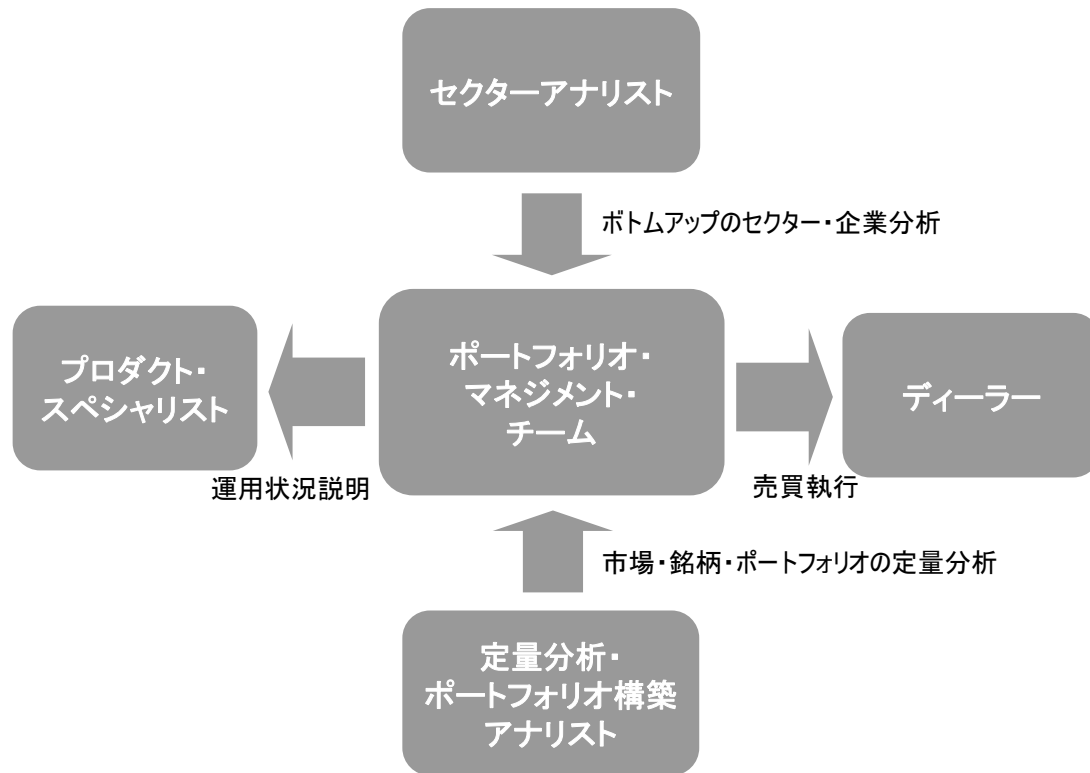 セクターアナリスト
ボトムアップのセクター・企業分析
プロダクト・
スペシャリスト
ポートフォリオ・
マネジメント・
チーム
ディーラー
運用状況説明
売買執行
市場・銘柄・ポートフォリオの定量分析
定量分析・
ポートフォリオ構築
アナリスト